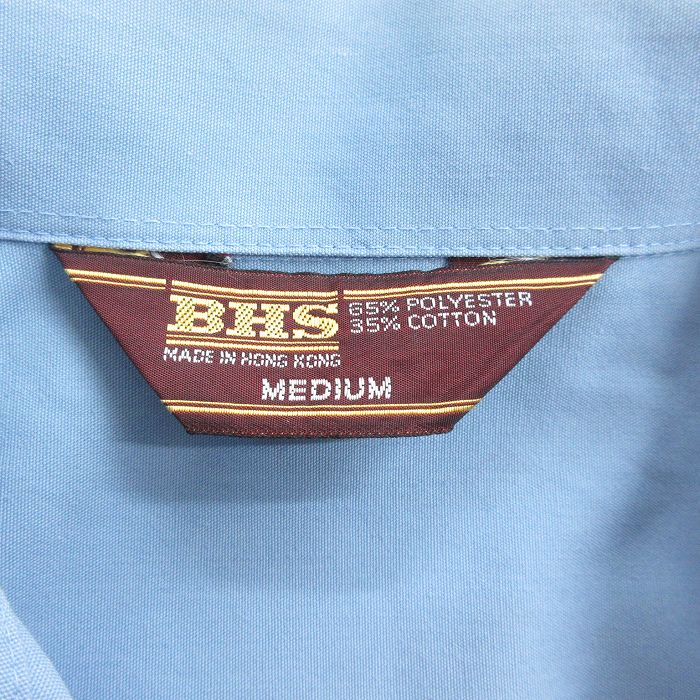 BHS
65% POLYESTER
35% COTTON
MADE IN HONG KONG
MEDIUM